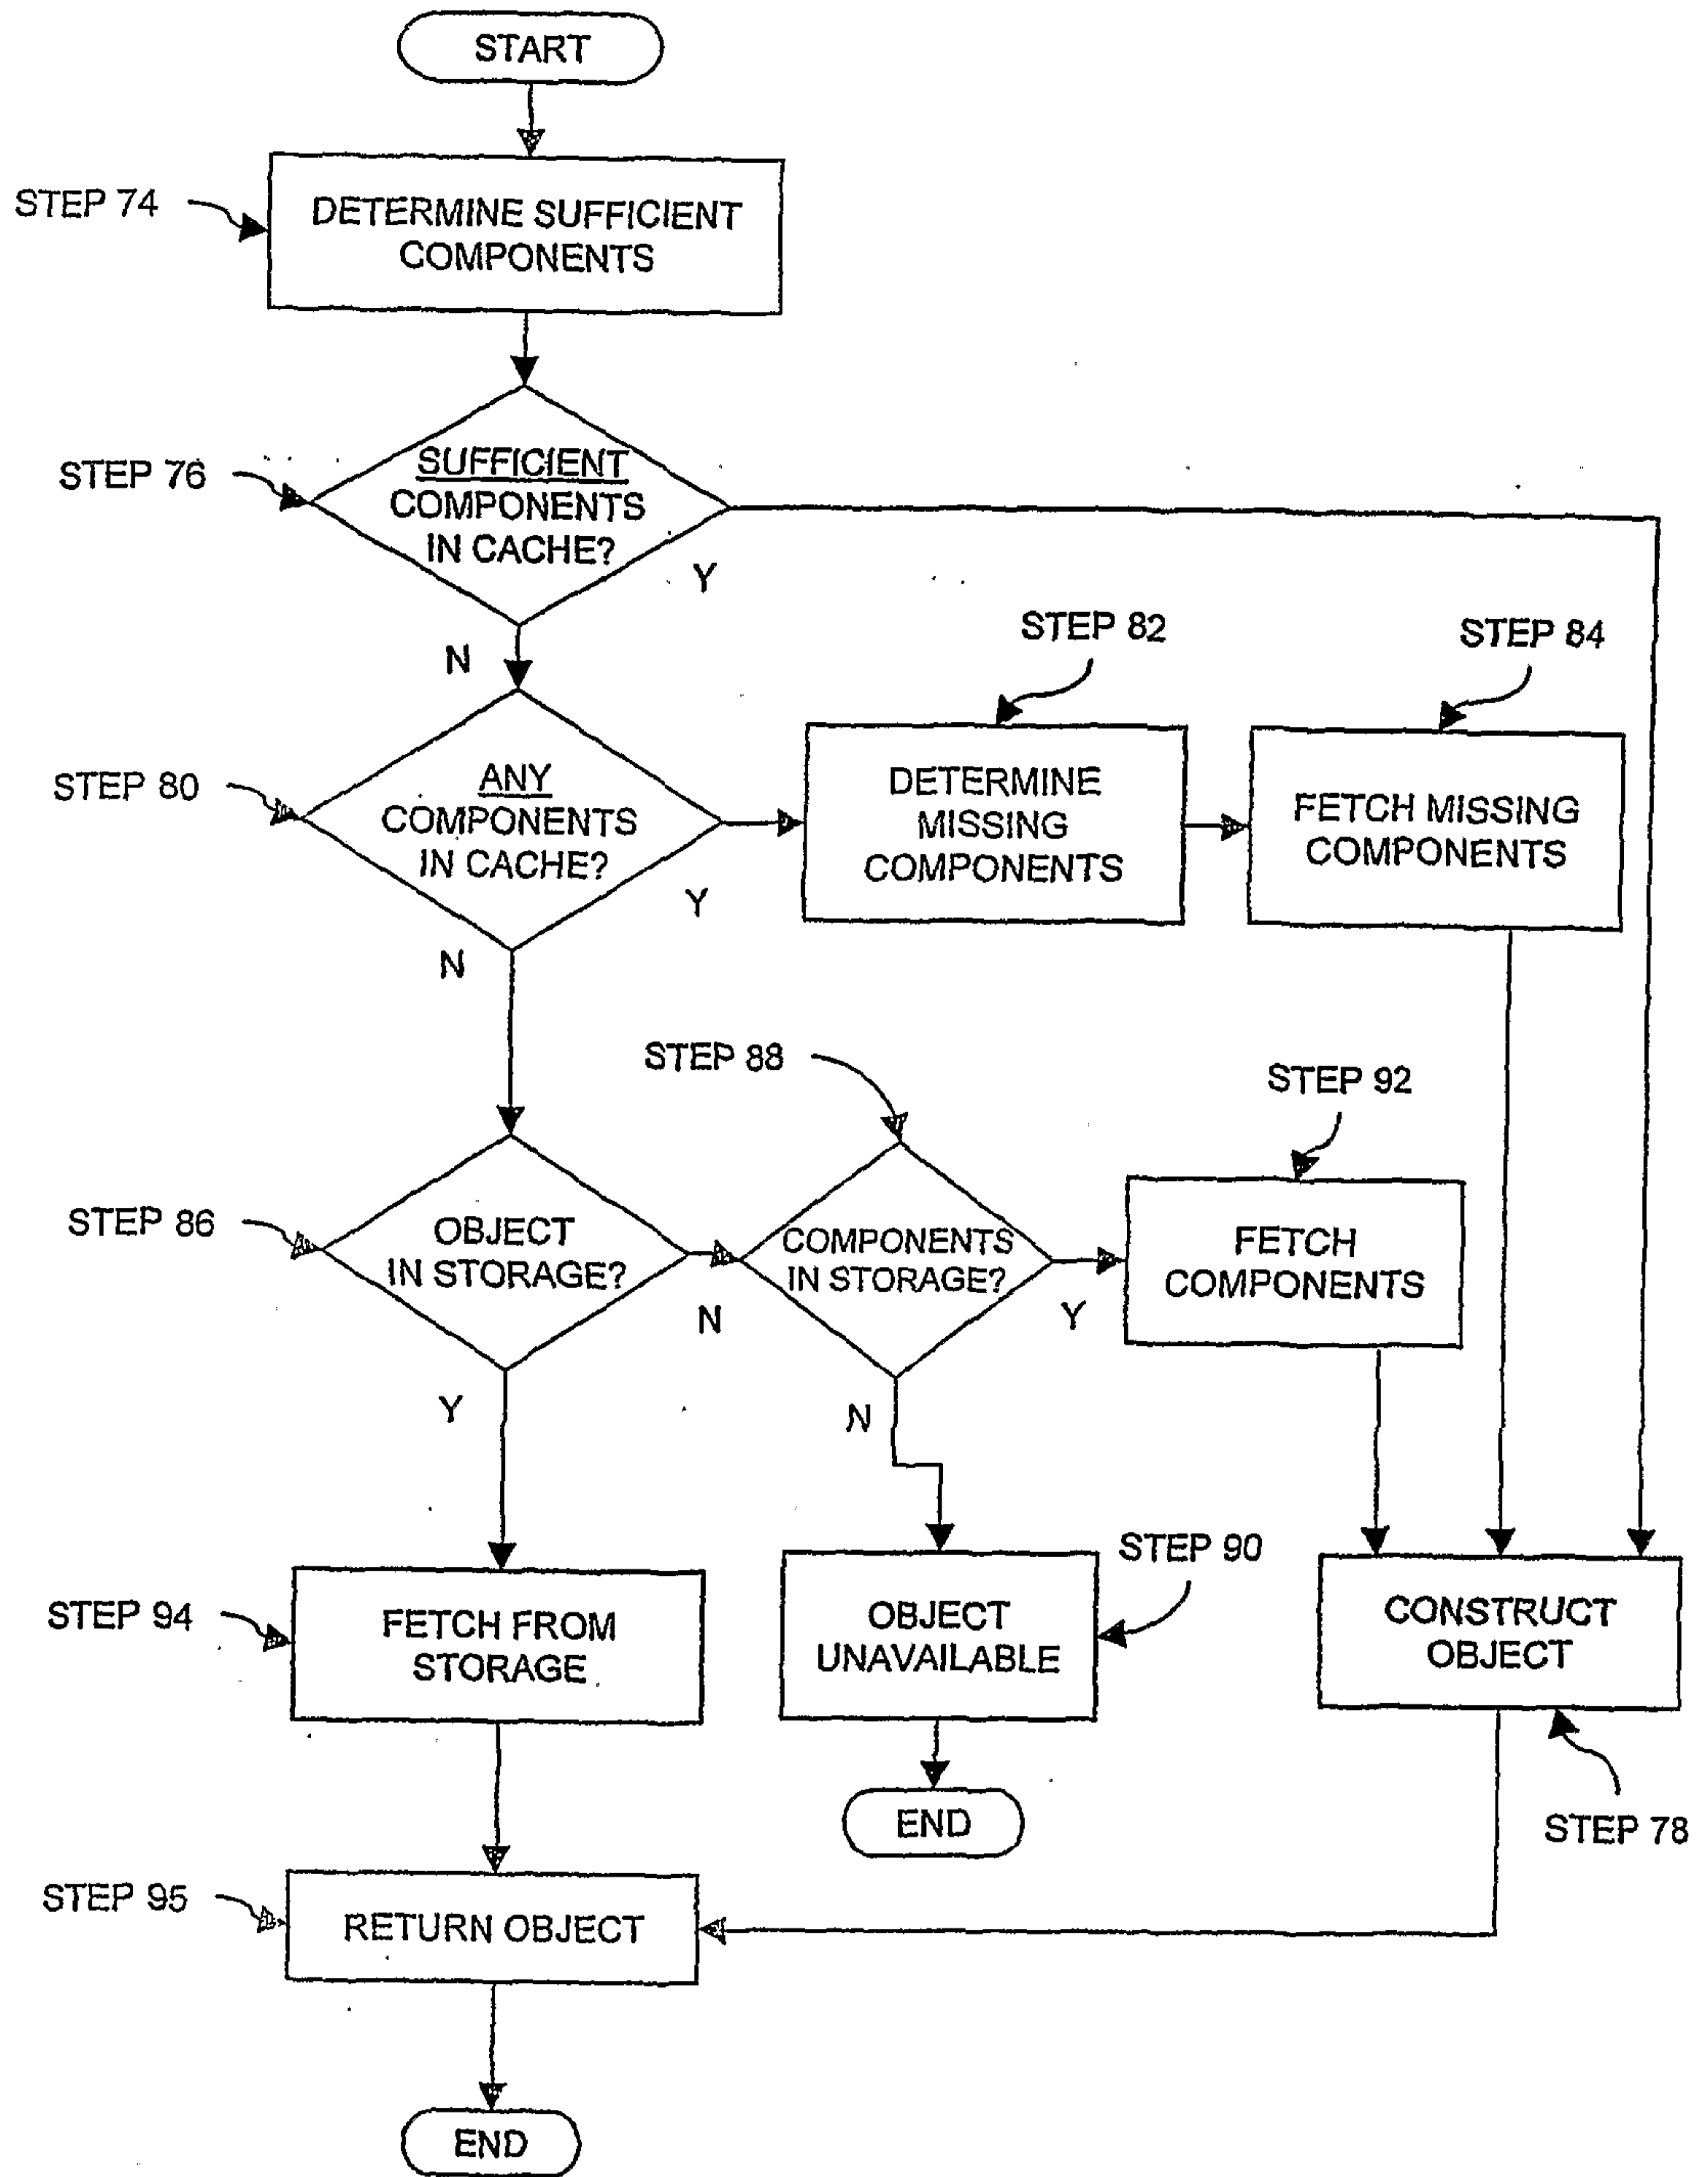 START
STEP 74
DETERMINE SUFFICIENT
COMPONENTS
STEP 76
SUFFICIENT
COMPONENTS
IN CACHE?
Y
N
STEP 82
STEP 84
STEP 80
ANY
COMPONENTS
IN CACHE?
Y
N
DETERMINE
MISSING
COMPONENTS
FETCH MISSING
COMPONENTS
STEP 88
STEP 92
STEP 86
OBJECT
IN STORAGE?
N
Y
COMPONENTS
IN STORAGE?
Y
N
FETCH
COMPONENTS
STEP 94
FETCH FROM
STORAGE
OBJECT
UNAVAILABLE
STEP 90
CONSTRUCT
OBJECT
STEP 78
END
STEP 95
RETURN OBJECT
END